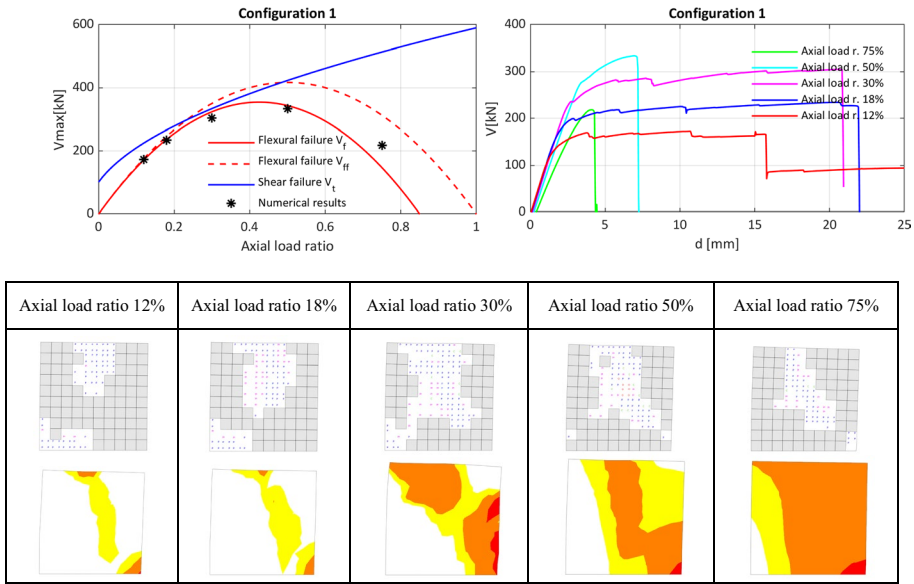 Configuration 1
600
400
200
0
Vmax[kN]
0
0.2
0.4
0.6
0.8
1
Axial load ratio
Flexural failure V_f
Flexural failure V_ff
Shear failure V_t
Numerical results
Configuration 1
400
300
200
100
0
V[kN]
0
5
10
15
20
25
d [mm]
Axial load r. 75%
Axial load r. 50%
Axial load r. 30%
Axial load r. 18%
Axial load r. 12%
Axial load ratio 12%
Axial load ratio 18%
Axial load ratio 30%
Axial load ratio 50%
Axial load ratio 75%